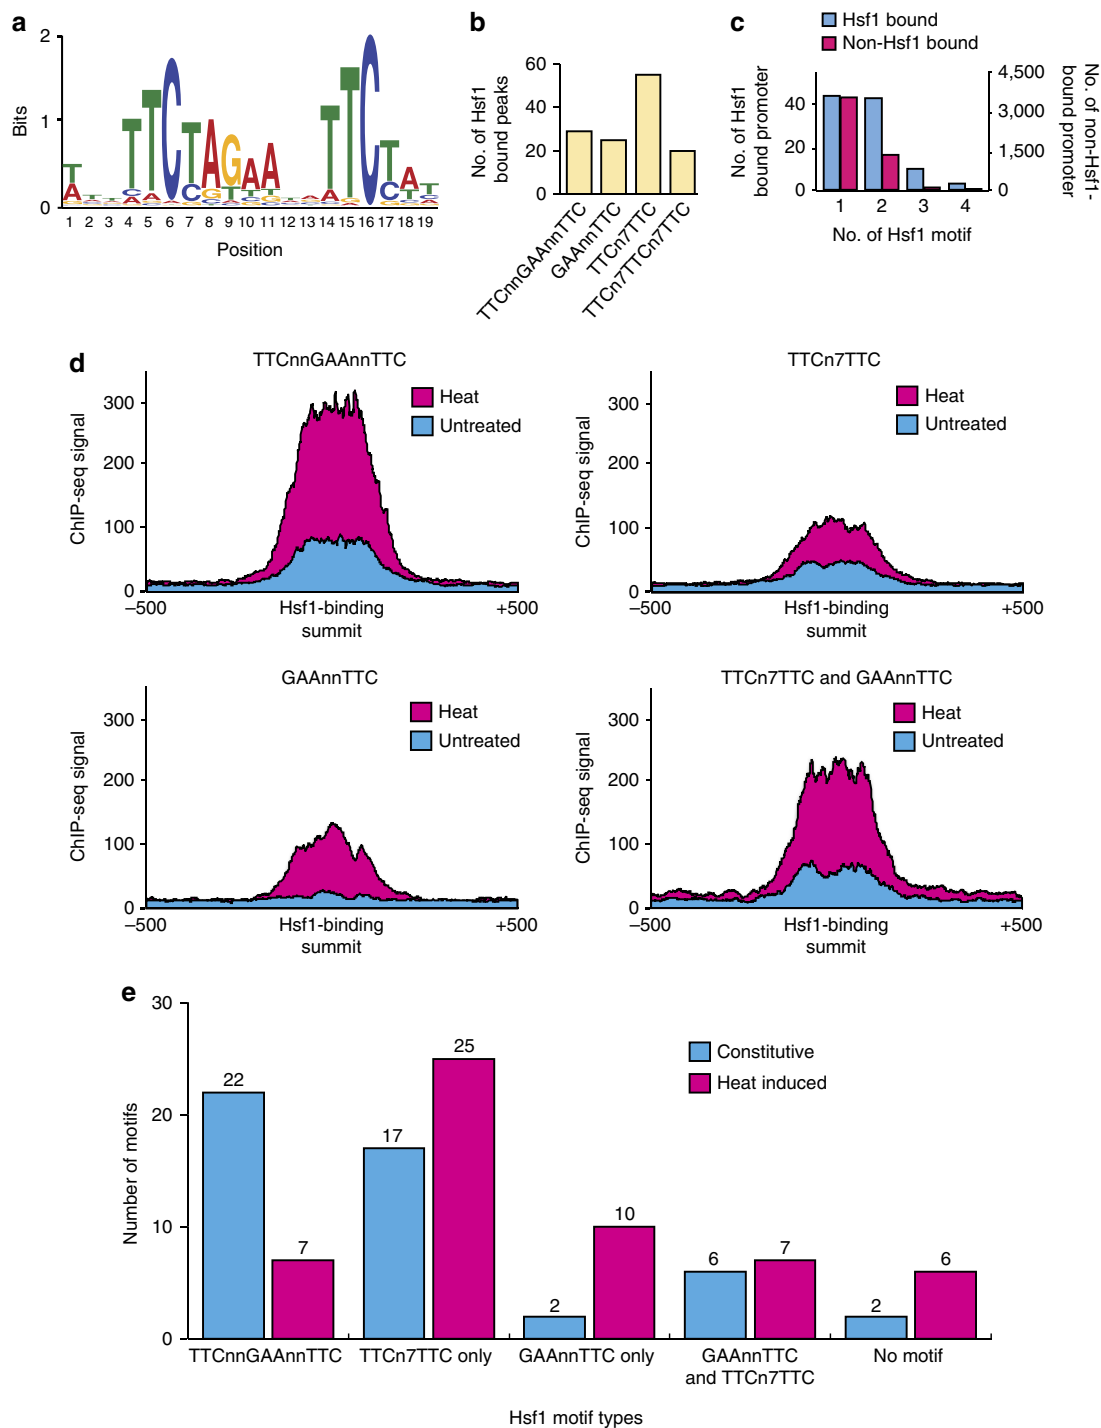 a
Bits
2
1
0
1 2 3 4 5 6 7 8 9 10 11 12 13 14 15 16 17 18 19
Position
b
No. of Hsf1
bound peaks
60
40
20
0
TTCnnGAAnnTTC
GAAnnTTC
TTCn7TTC
TTCn7TTCn7TTC
c
Hsf1 bound
Non-Hsf1 bound
No. of Hsf1
bound promoter
40
20
0
4,500
3,000
1,500
0
No. of non-Hsf1-
bound promoter
1 2 3 4
No. of Hsf1 motif
d
TTCnnGAAnnTTC
ChIP-seq signal
300
200
100
0
Heat
Untreated
–500
Hsf1-binding
summit
+500
TTCn7TTC
ChIP-seq signal
300
200
100
0
Heat
Untreated
–500
Hsf1-binding
summit
+500
GAAnnTTC
ChIP-seq signal
300
200
100
0
Heat
Untreated
–500
Hsf1-binding
summit
+500
TTCn7TTC and GAAnnTTC
ChIP-seq signal
300
200
100
0
Heat
Untreated
–500
Hsf1-binding
summit
+500
e
Number of motifs
30
20
10
0
Constitutive
Heat induced
22
7
17
25
2
10
6
7
2
6
TTCnnGAAnnTTC
TTCn7TTC only
GAAnnTTC only
GAAnnTTC
and TTCn7TTC
No motif
Hsf1 motif types